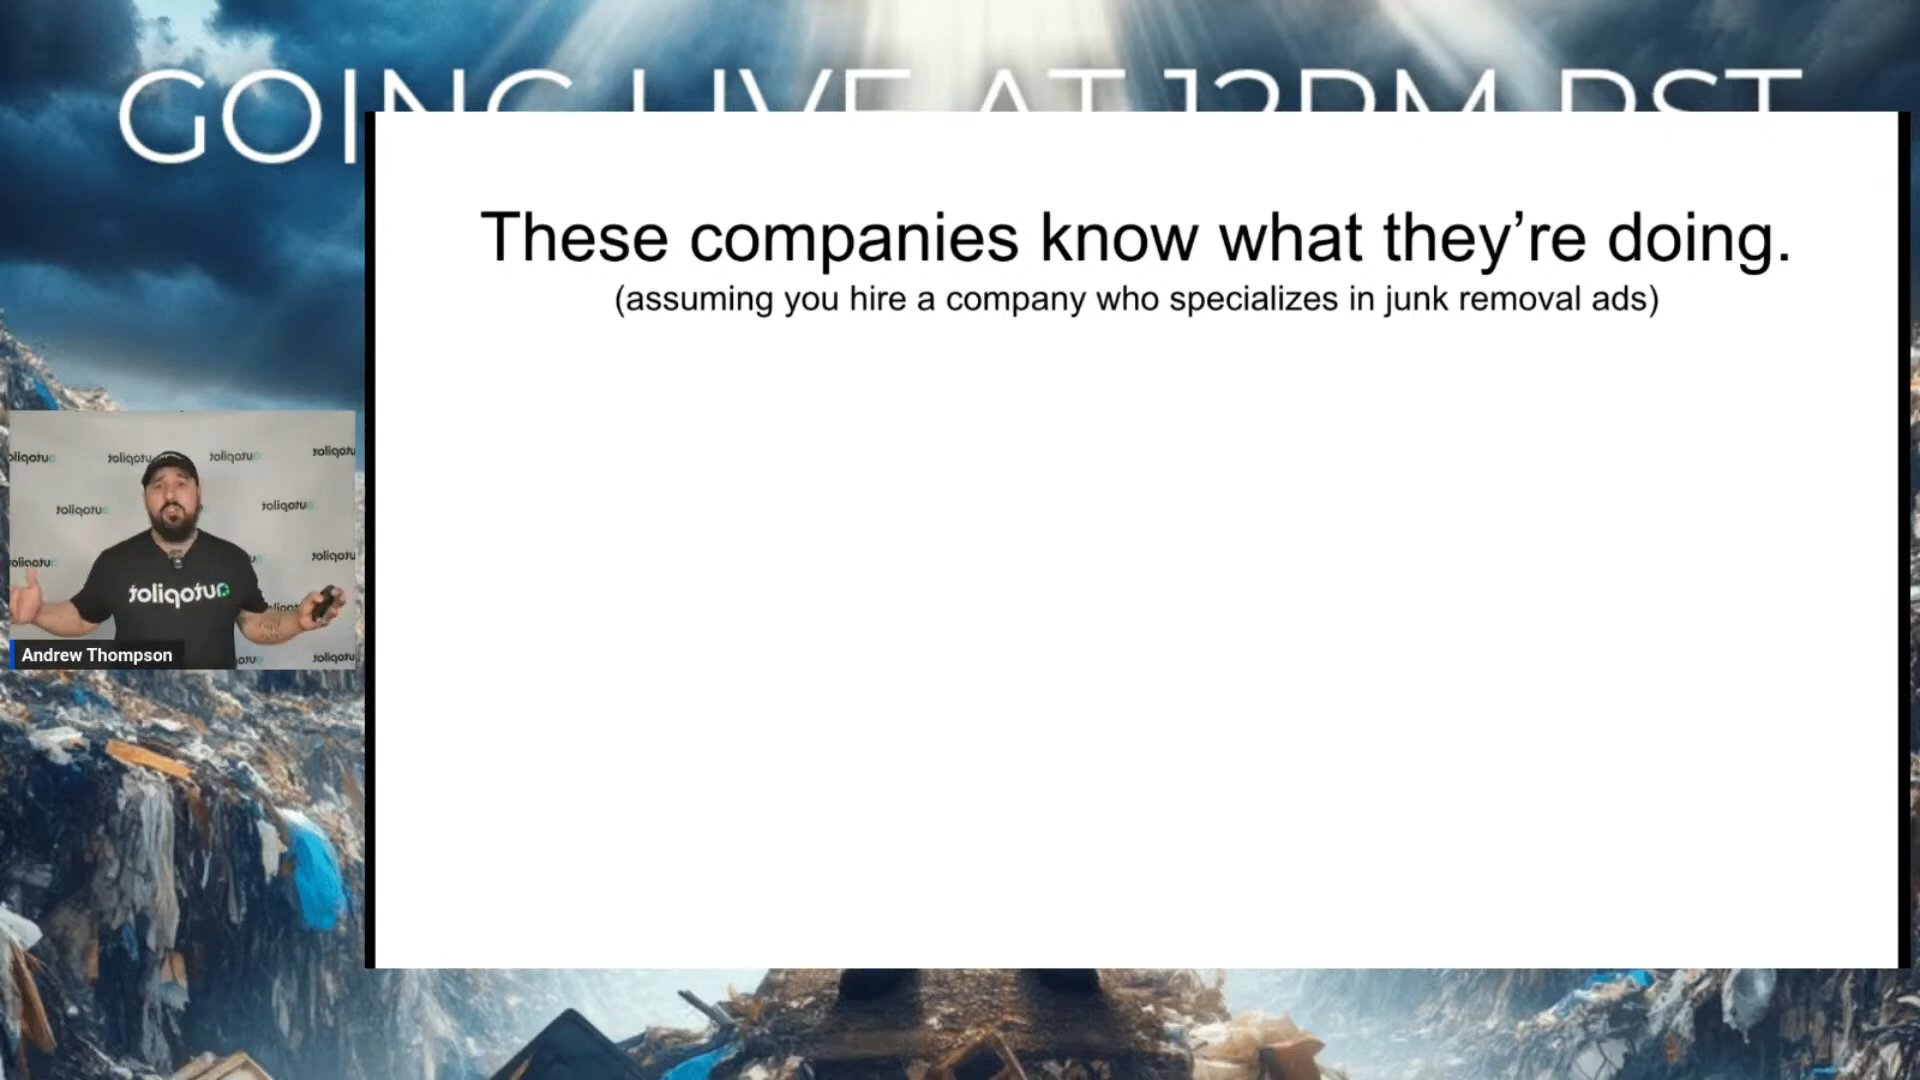 GOING LIVE AT 12PM PST
These companies know what they’re doing.
(assuming you hire a company who specializes in junk removal ads)
autopilot
Andrew Thompson